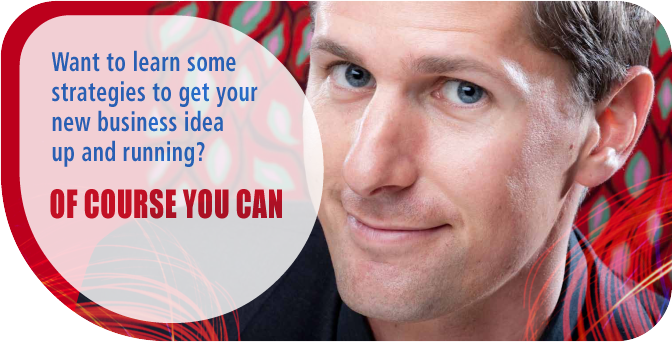 Want to learn some
strategies to get your
new business idea
up and running?
OF COURSE YOU CAN